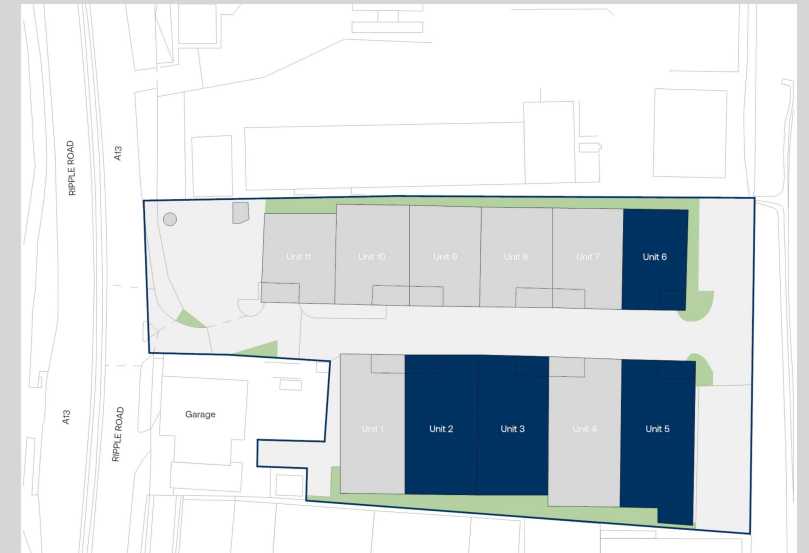 RIPPLE ROAD
A13
Unit 11
Unit 10
Unit 9
Unit 8
Unit 7
Unit 6
Garage
Unit 1
Unit 2
Unit 3
Unit 4
Unit 5
A13
RIPPLE ROAD